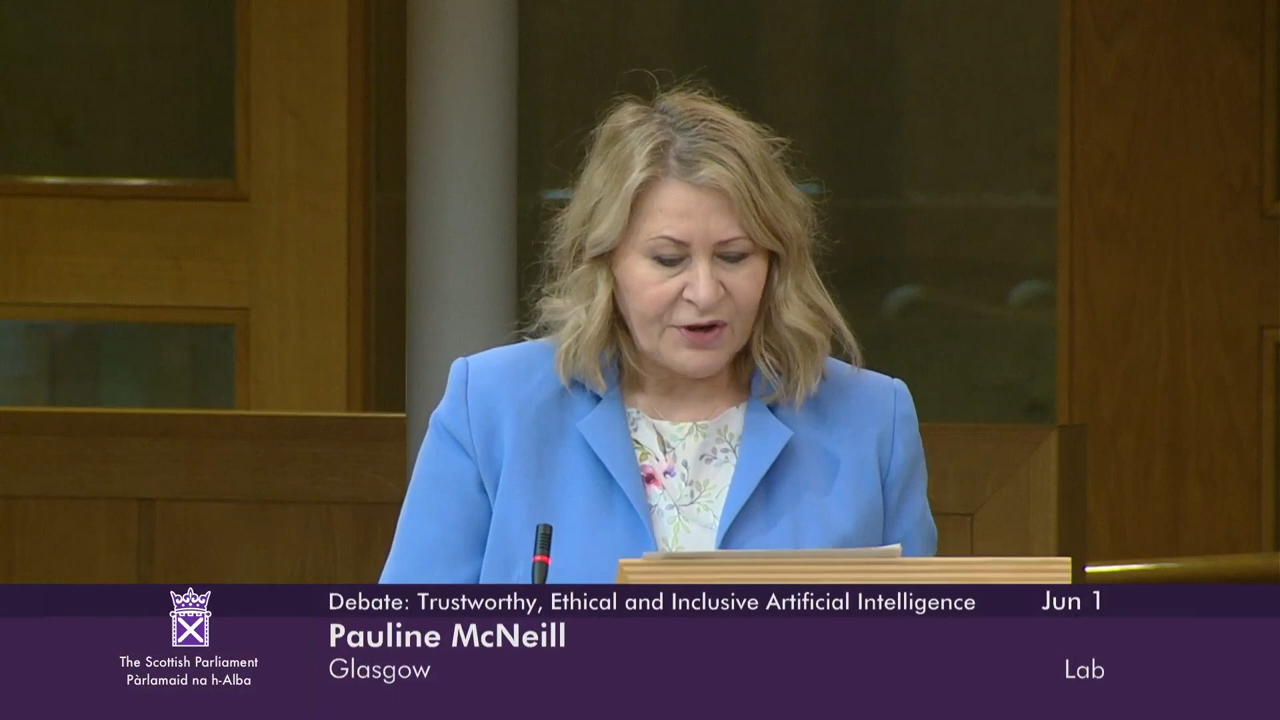 Debate: Trustworthy, Ethical and Inclusive Artificial Intelligence Jun 1
Pauline McNeill
Glasgow Lab
The Scottish Parliament
Pàrlamaid na h-Alba